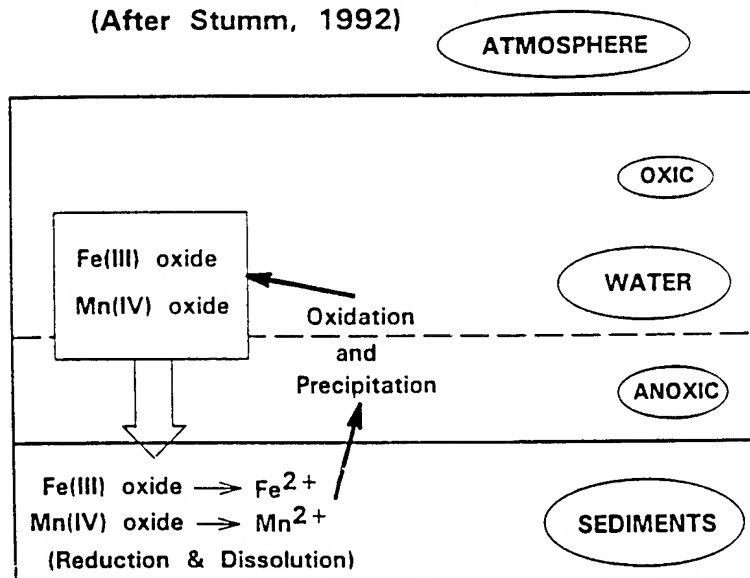 (After Stumm, 1992)
ATMOSPHERE
OXIC
Fe(III) oxide
Mn(IV) oxide
WATER
Oxidation
and
Precipitation
ANOXIC
Fe(III) oxide → Fe²⁺
Mn(IV) oxide → Mn²⁺
(Reduction & Dissolution)
SEDIMENTS